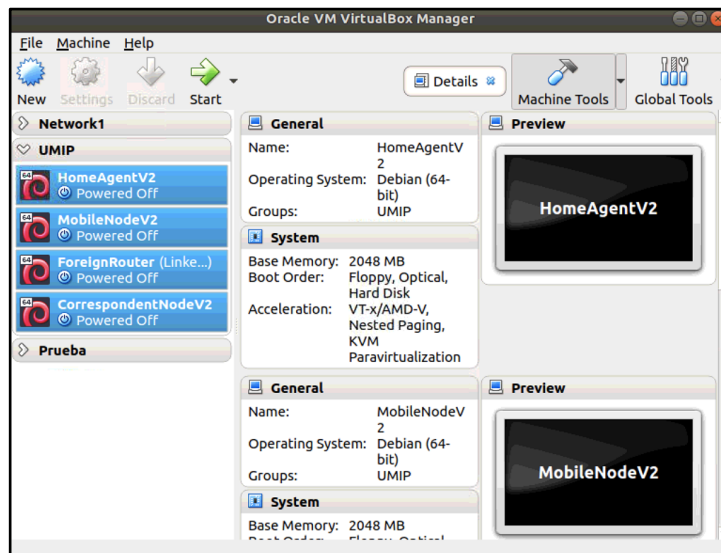 Oracle VM VirtualBox Manager
File Machine Help
New Settings Discard Start Details Machine Tools Global Tools
Network1
UMIP
64 HomeAgentV2
Powered Off
64 MobileNodeV2
Powered Off
64 ForeignRouter (Linke...)
Powered Off
64 CorrespondentNodeV2
Powered Off
Prueba
General
Name: HomeAgentV
2
Operating System: Debian (64-
bit)
Groups: UMIP
System
Base Memory: 2048 MB
Boot Order: Floppy, Optical,
Hard Disk
Acceleration: VT-x/AMD-V,
Nested Paging,
KVM
Paravirtualization
Preview
HomeAgentV2
General
Name: MobileNodeV
2
Operating System: Debian (64-
bit)
Groups: UMIP
System
Base Memory: 2048 MB
Preview
MobileNodeV2